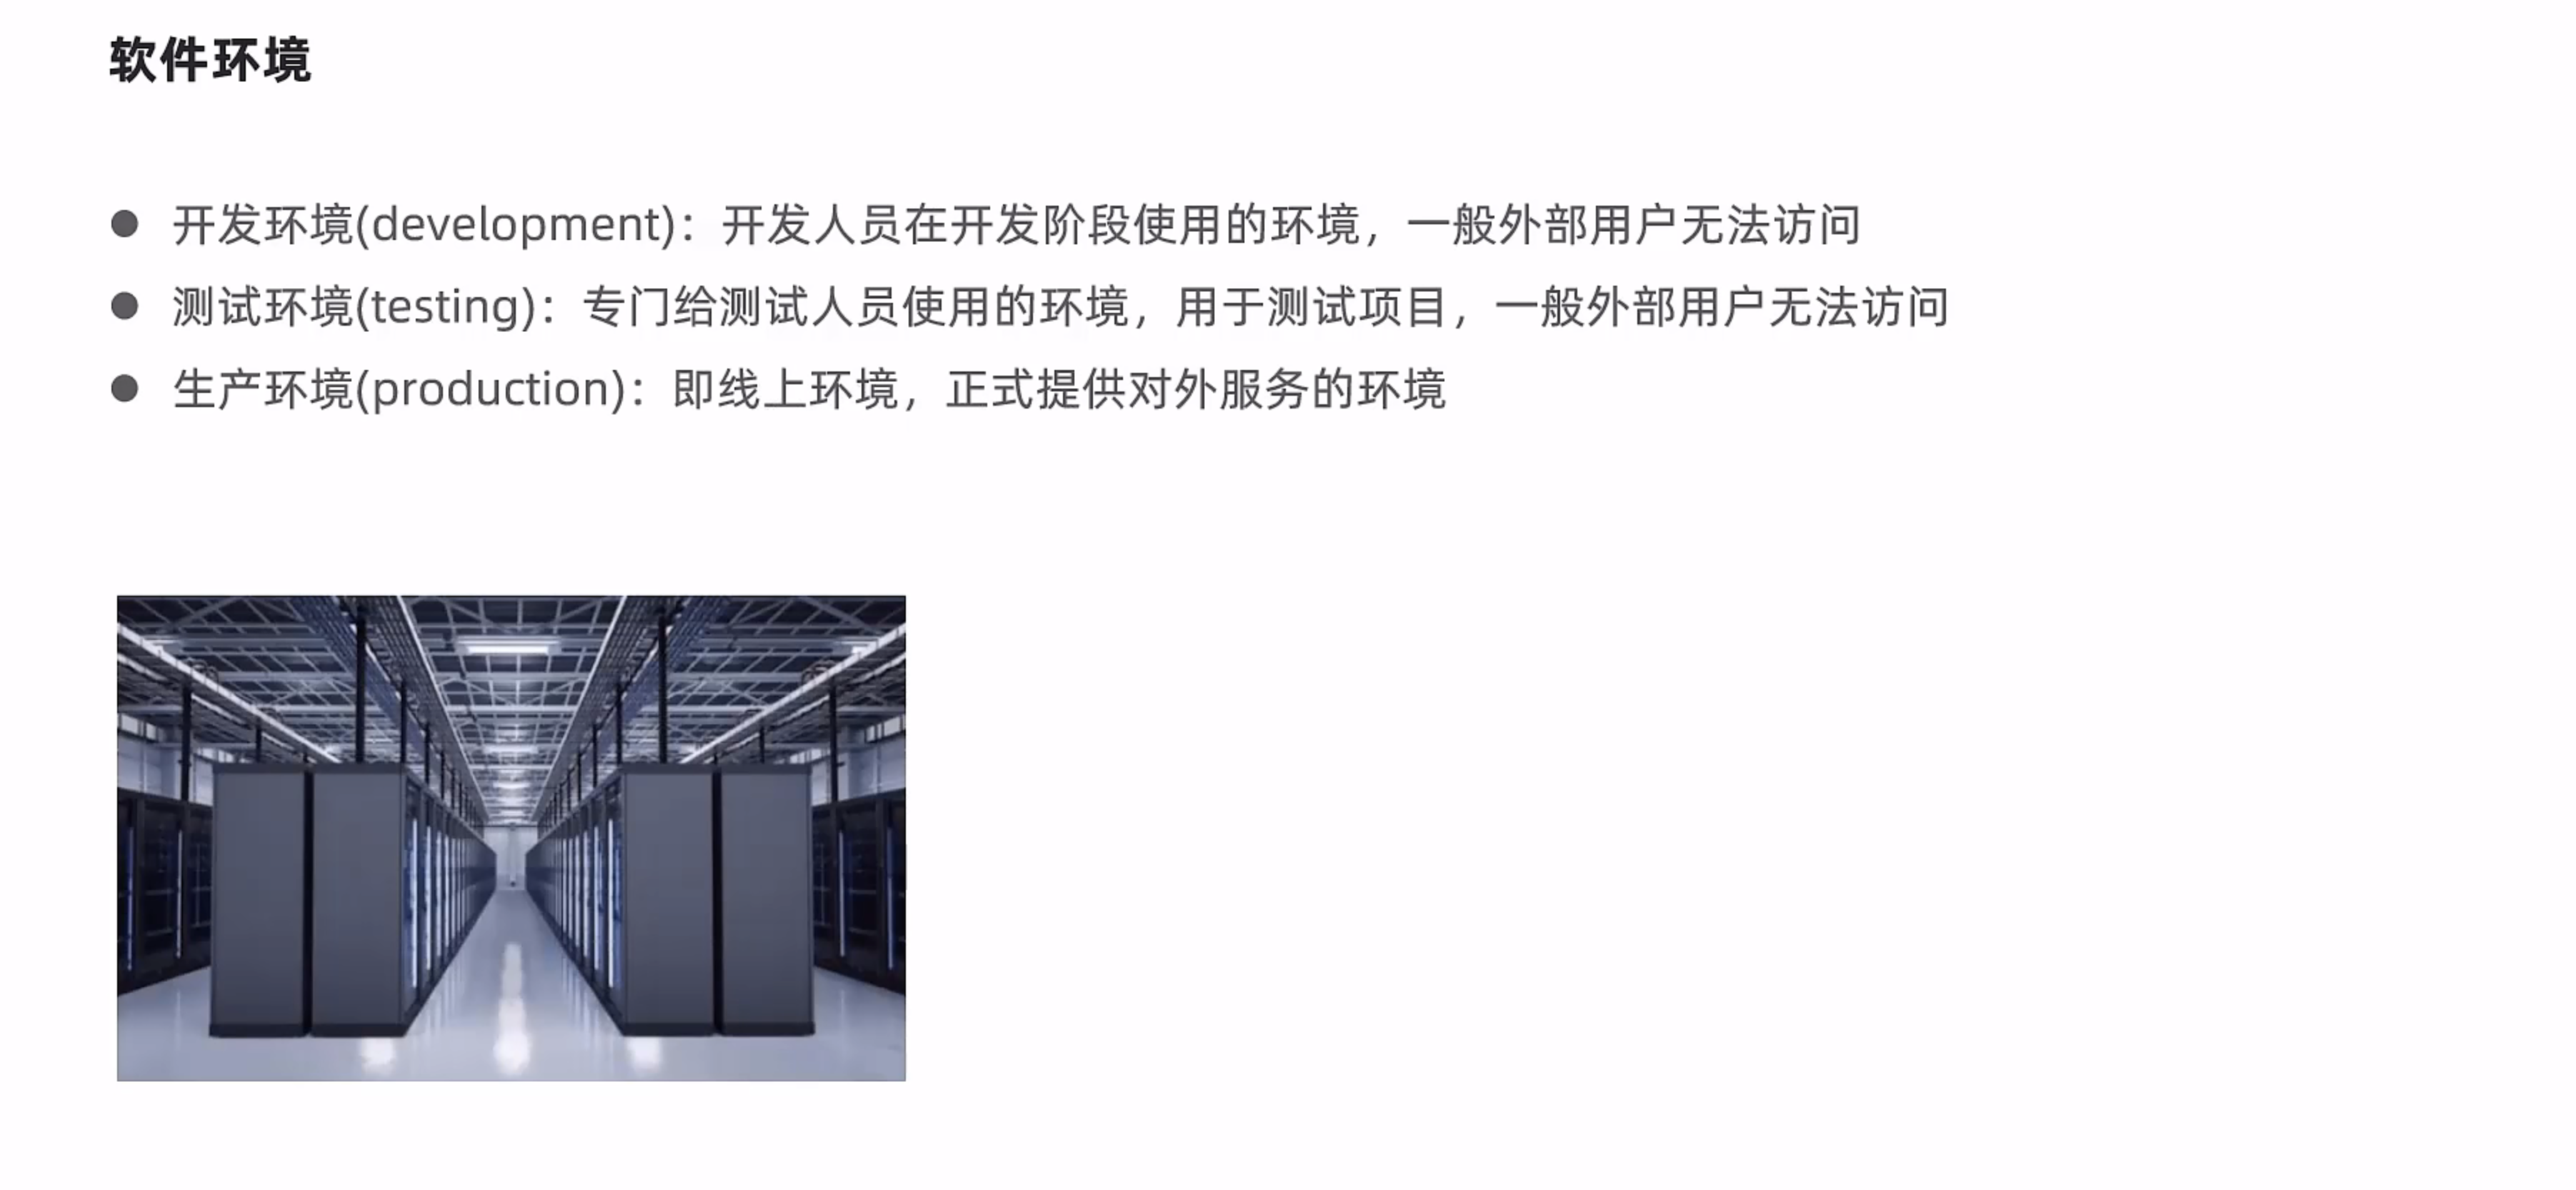 软件环境
开发环境(development)：开发人员在开发阶段使用的环境，一般外部用户无法访问
测试环境(testing)：专门给测试人员使用的环境，用于测试项目，一般外部用户无法访问
生产环境(production)：即线上环境，正式提供对外服务的环境